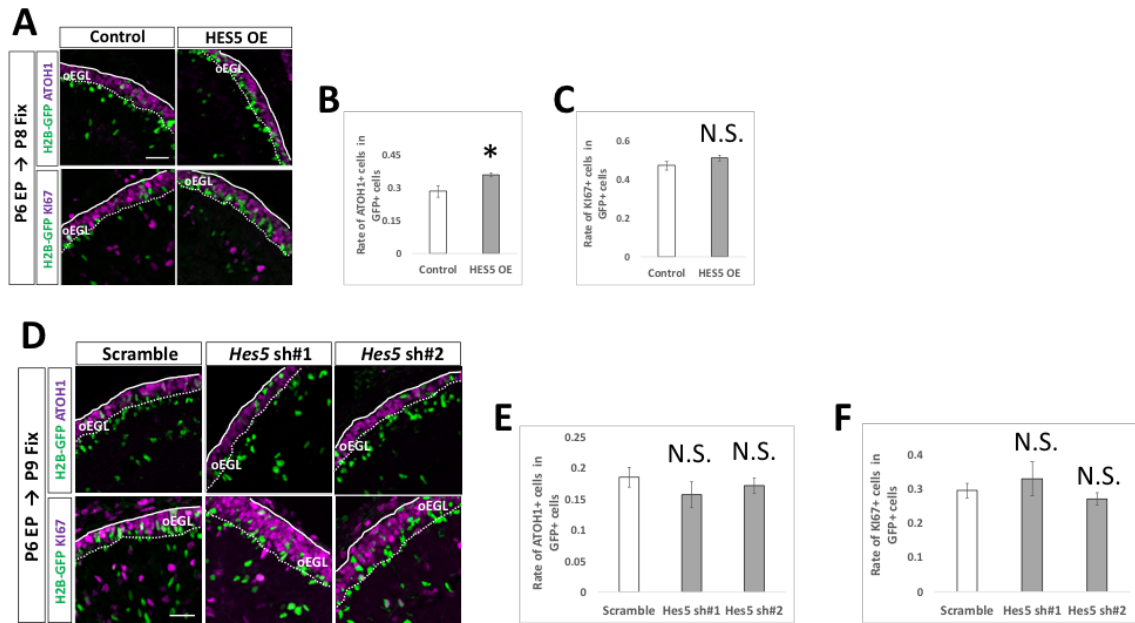 A
Control
HES5 OE
P6 EP → P8 Fix
H2B-GFP ATOH1
oEGL
oEGL
H2B-GFP KI67
oEGL
oEGL
B
Rate of ATOH1+ cells in
GFP+ cells
0.45
0.3
0.15
0
*
Control
HES5 OE
C
Rate of KI67+ cells in
GFP+ cells
0.6
0.4
0.2
0
N.S.
Control
HES5 OE
D
Scramble
Hes5 sh#1
Hes5 sh#2
P6 EP → P9 Fix
H2B-GFP ATOH1
oEGL
oEGL
oEGL
H2B-GFP KI67
oEGL
oEGL
oEGL
E
Rate of ATOH1+ cells in
GFP+ cells
0.25
0.2
0.15
0.1
0.05
0
N.S.
N.S.
Scramble
Hes5 sh#1
Hes5 sh#2
F
Rate of KI67+ cells in
GFP+ cells
0.4
0.3
0.2
0.1
0
N.S.
N.S.
Scramble
Hes5 sh#1
Hes5 sh#2